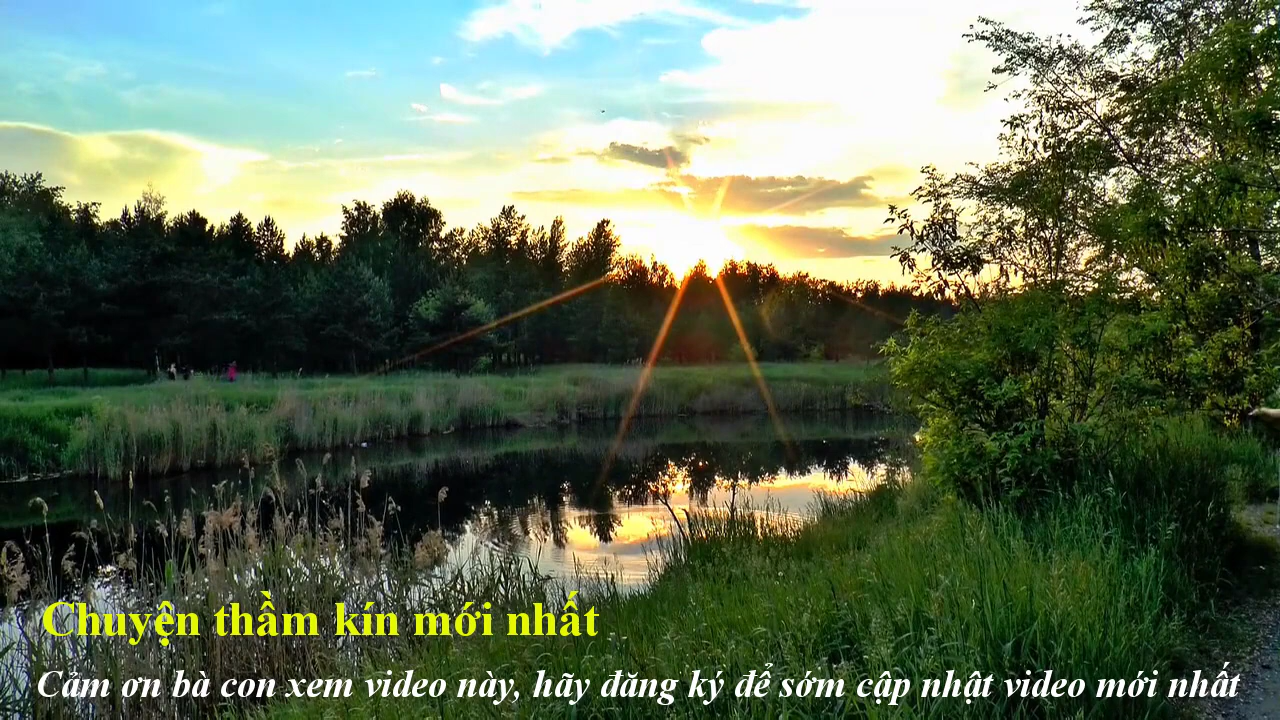 Chuyện thầm kín mới nhất
Cảm ơn bà con xem video này, hãy đăng ký để sớm cập nhật video mới nhất